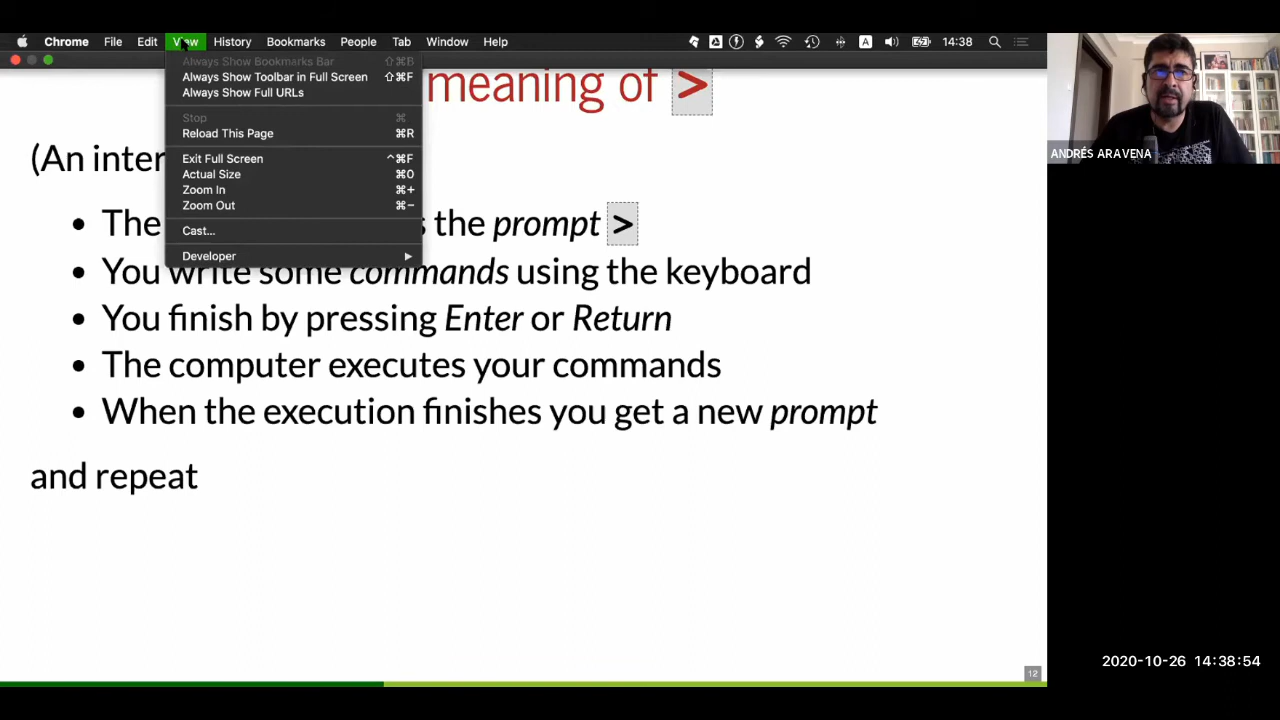 Chrome File Edit View History Bookmarks People Tab Window Help A 14:38
Always Show Bookmarks Bar ⇧⌘B
Always Show Toolbar in Full Screen ⇧⌘F
Always Show Full URLs
Stop ⌘
Reload This Page ⌘R
Exit Full Screen ^⌘F
Actual Size ⌘0
Zoom In ⌘+
Zoom Out ⌘−
Cast...
Developer
meaning of >
(An inter
• The s the prompt >
• You write some commands using the keyboard
• You finish by pressing Enter or Return
• The computer executes your commands
• When the execution finishes you get a new prompt
and repeat
12
ANDRÉS ARAVENA
2020-10-26 14:38:54